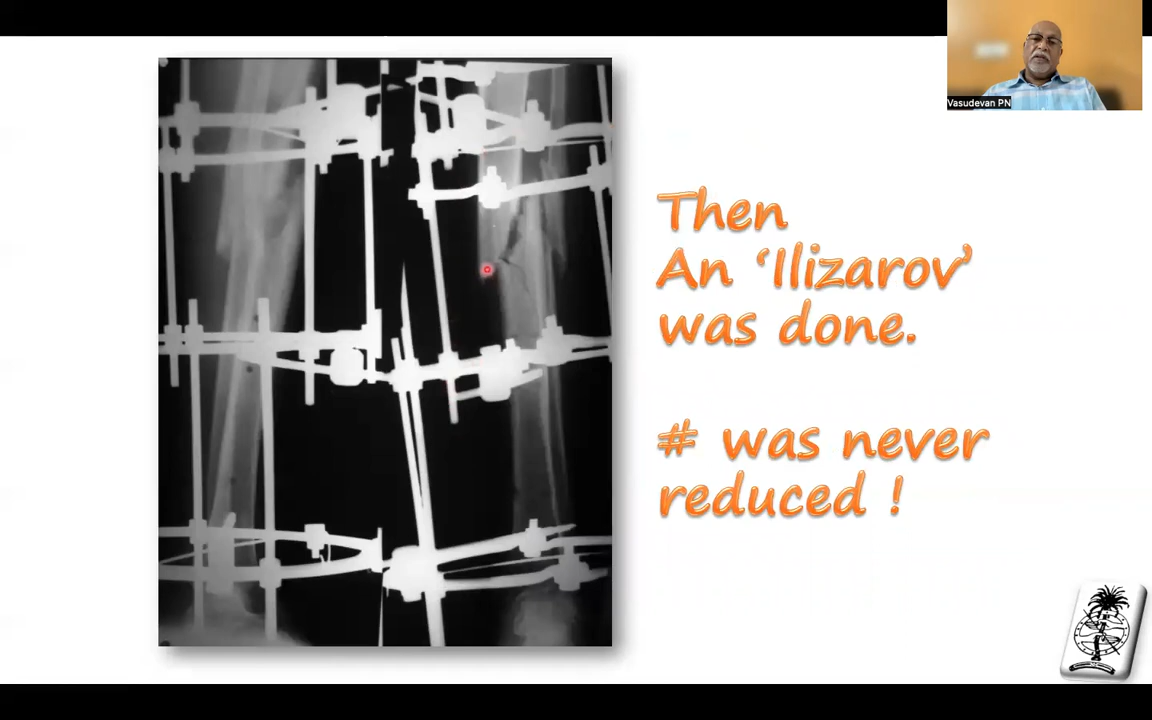 Vasudevan PN
Then
An ‘Ilizarov’
was done.
# was never
reduced !